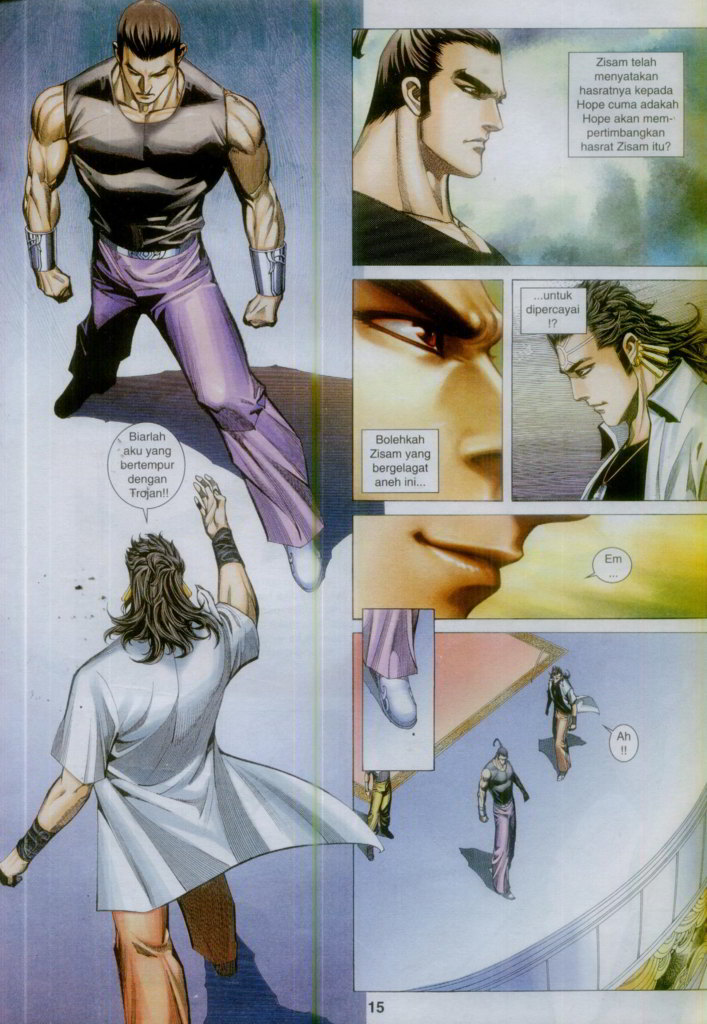 Biarlah
aku yang
bertempur
dengan
Trojan!!
Zisam telah
menyatakan
hasratnya kepada
Hope cuma adakah
Hope akan mem-
pertimbangkan
hasrat Zisam itu?
Bolehkah
Zisam yang
bergelagat
aneh ini...
...untuk
dipercayai
!?
Em
...
Ah
!!
15